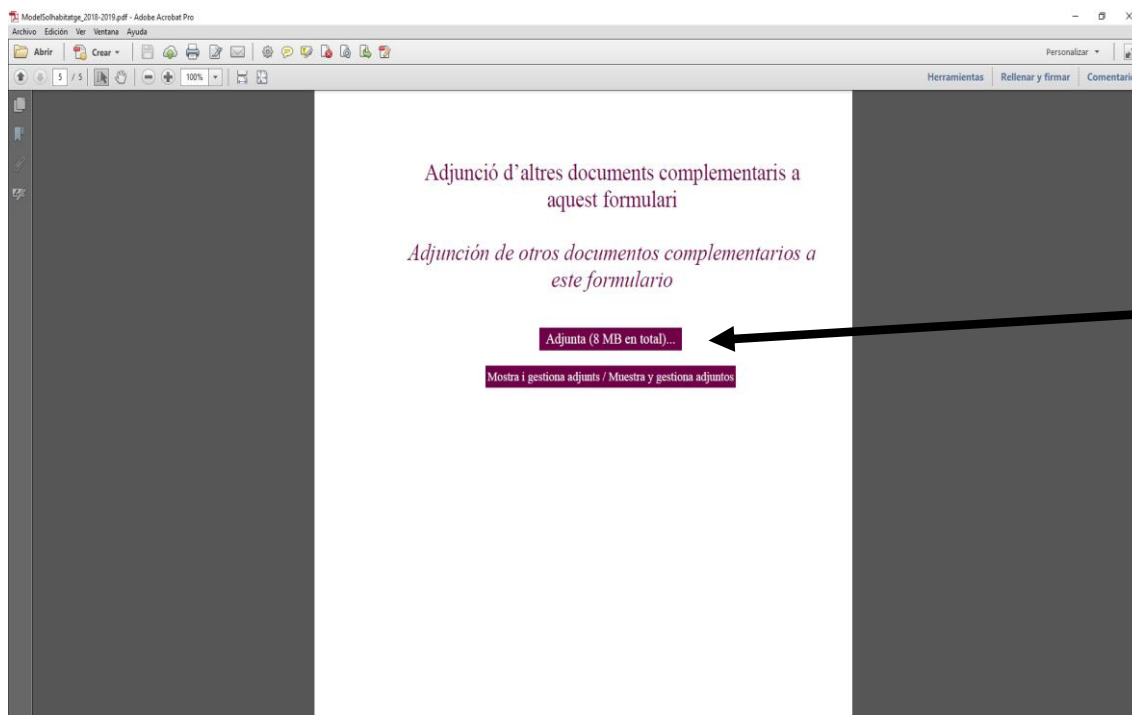 ModelSolhabitatge_2018-2019.pdf - Adobe Acrobat Pro
Archivo Edición Ver Ventana Ayuda
Abrir Crear Personalizar
5 / 5 100% Herramientas Rellenar y firmar Comentario
Adjunció d'altres documents complementaris a
aquest formulari
Adjunción de otros documentos complementarios a
este formulario
Adjunta (8 MB en total)...
Mostra i gestiona adjunts / Muestra y gestiona adjuntos